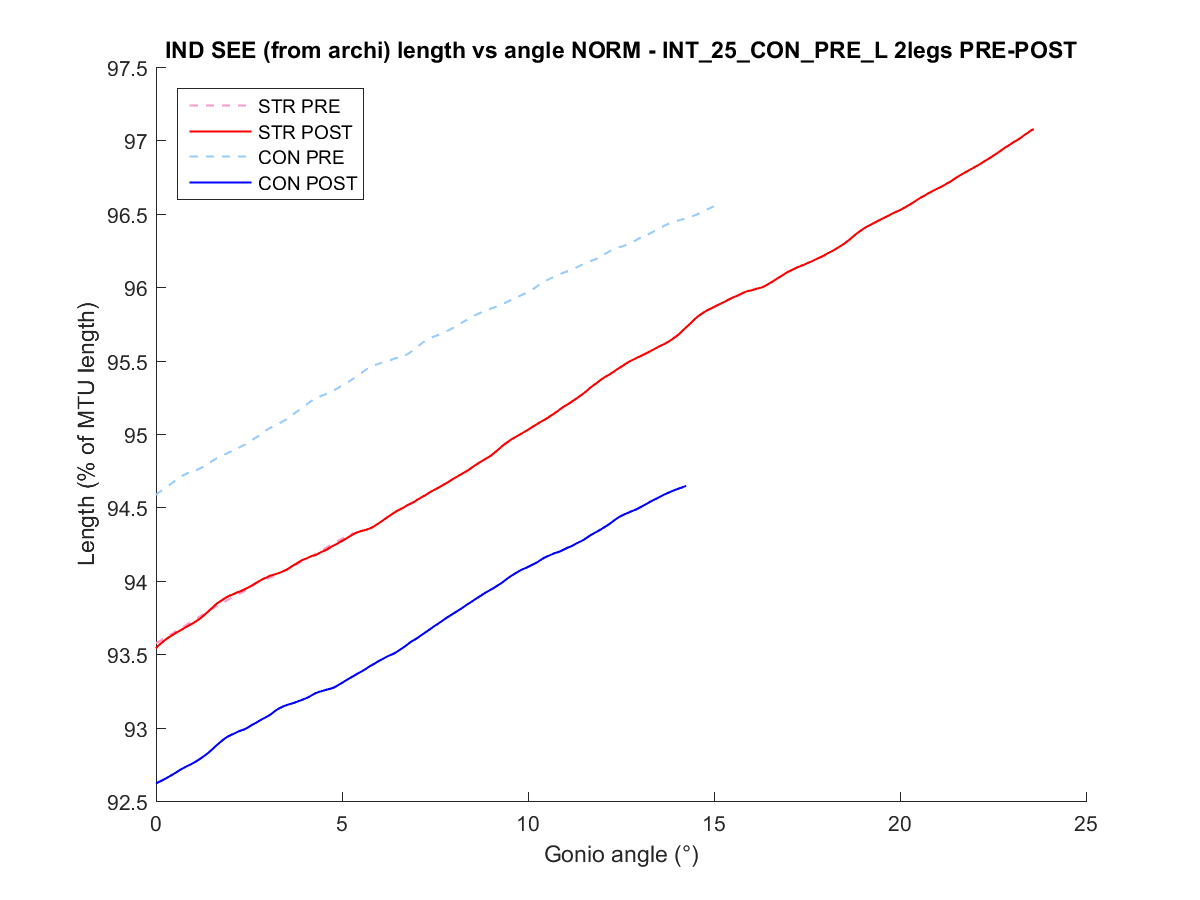 IND SEE (from archi) length vs angle NORM - INT_25_CON_PRE_L 2legs PRE-POST
STR PRE
STR POST
CON PRE
CON POST
Length (% of MTU length)
97.5
97
96.5
96
95.5
95
94.5
94
93.5
93
92.5
0
5
10
15
20
25
Gonio angle (°)